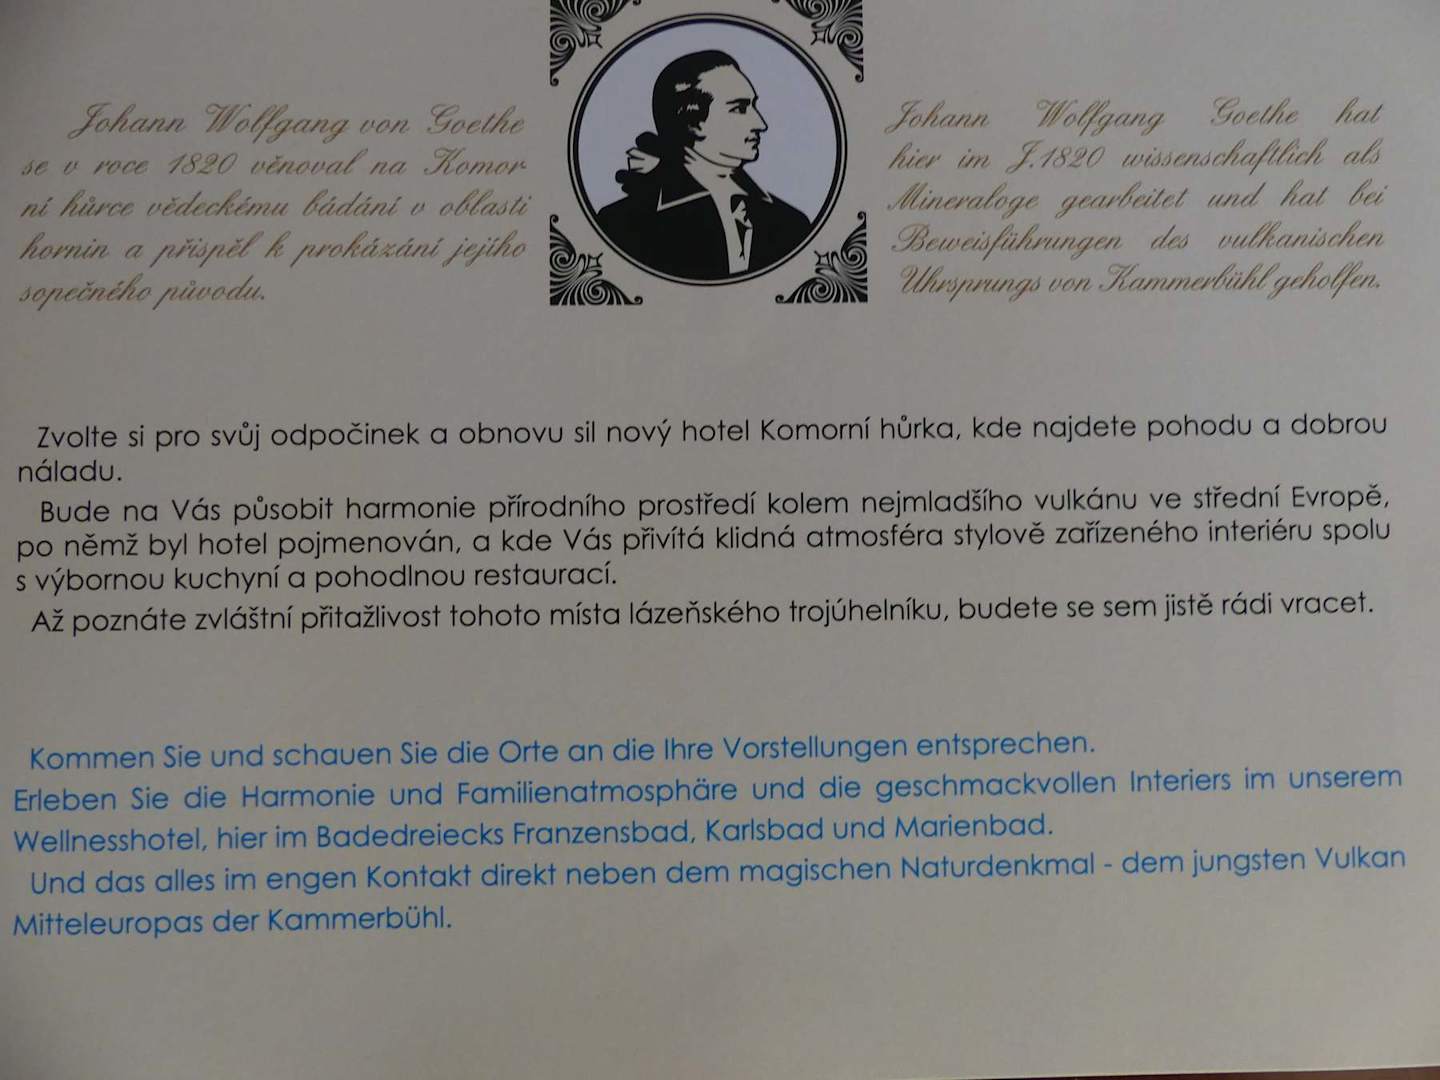 Johann Wolfgang von Goethe
se v roce 1820 věnoval na Komor-
ní hůrce vědeckému bádání v oblasti
hornin a přispěl k prokázání jejího
sopečného původu.
Johann Wolfgang Goethe hat
hier im J.1820 wissenschaftlich als
Mineraloge gearbeitet und hat bei
Beweisführungen des vulkanischen
Uhrsprungs von Kammerbühl geholfen.
Zvolte si pro svůj odpočinek a obnovu sil nový hotel Komorní hůrka, kde najdete pohodu a dobrou
náladu.
Bude na Vás působit harmonie přírodního prostředí kolem nejmladšího vulkánu ve střední Evropě,
po němž byl hotel pojmenován, a kde Vás přivítá klidná atmosféra stylově zařízeného interiéru spolu
s výbornou kuchyní a pohodlnou restaurací.
Až poznáte zvláštní přitažlivost tohoto místa lázeňského trojúhelníku, budete se sem jistě rádi vracet.
Kommen Sie und schauen Sie die Orte an die Ihre Vorstellungen entsprechen.
Erleben Sie die Harmonie und Familienatmosphäre und die geschmackvollen Interiers im unserem
Wellnesshotel, hier im Badedreiecks Franzensbad, Karlsbad und Marienbad.
Und das alles im engen Kontakt direkt neben dem magischen Naturdenkmal - dem jungsten Vulkan
Mitteleuropas der Kammerbühl.